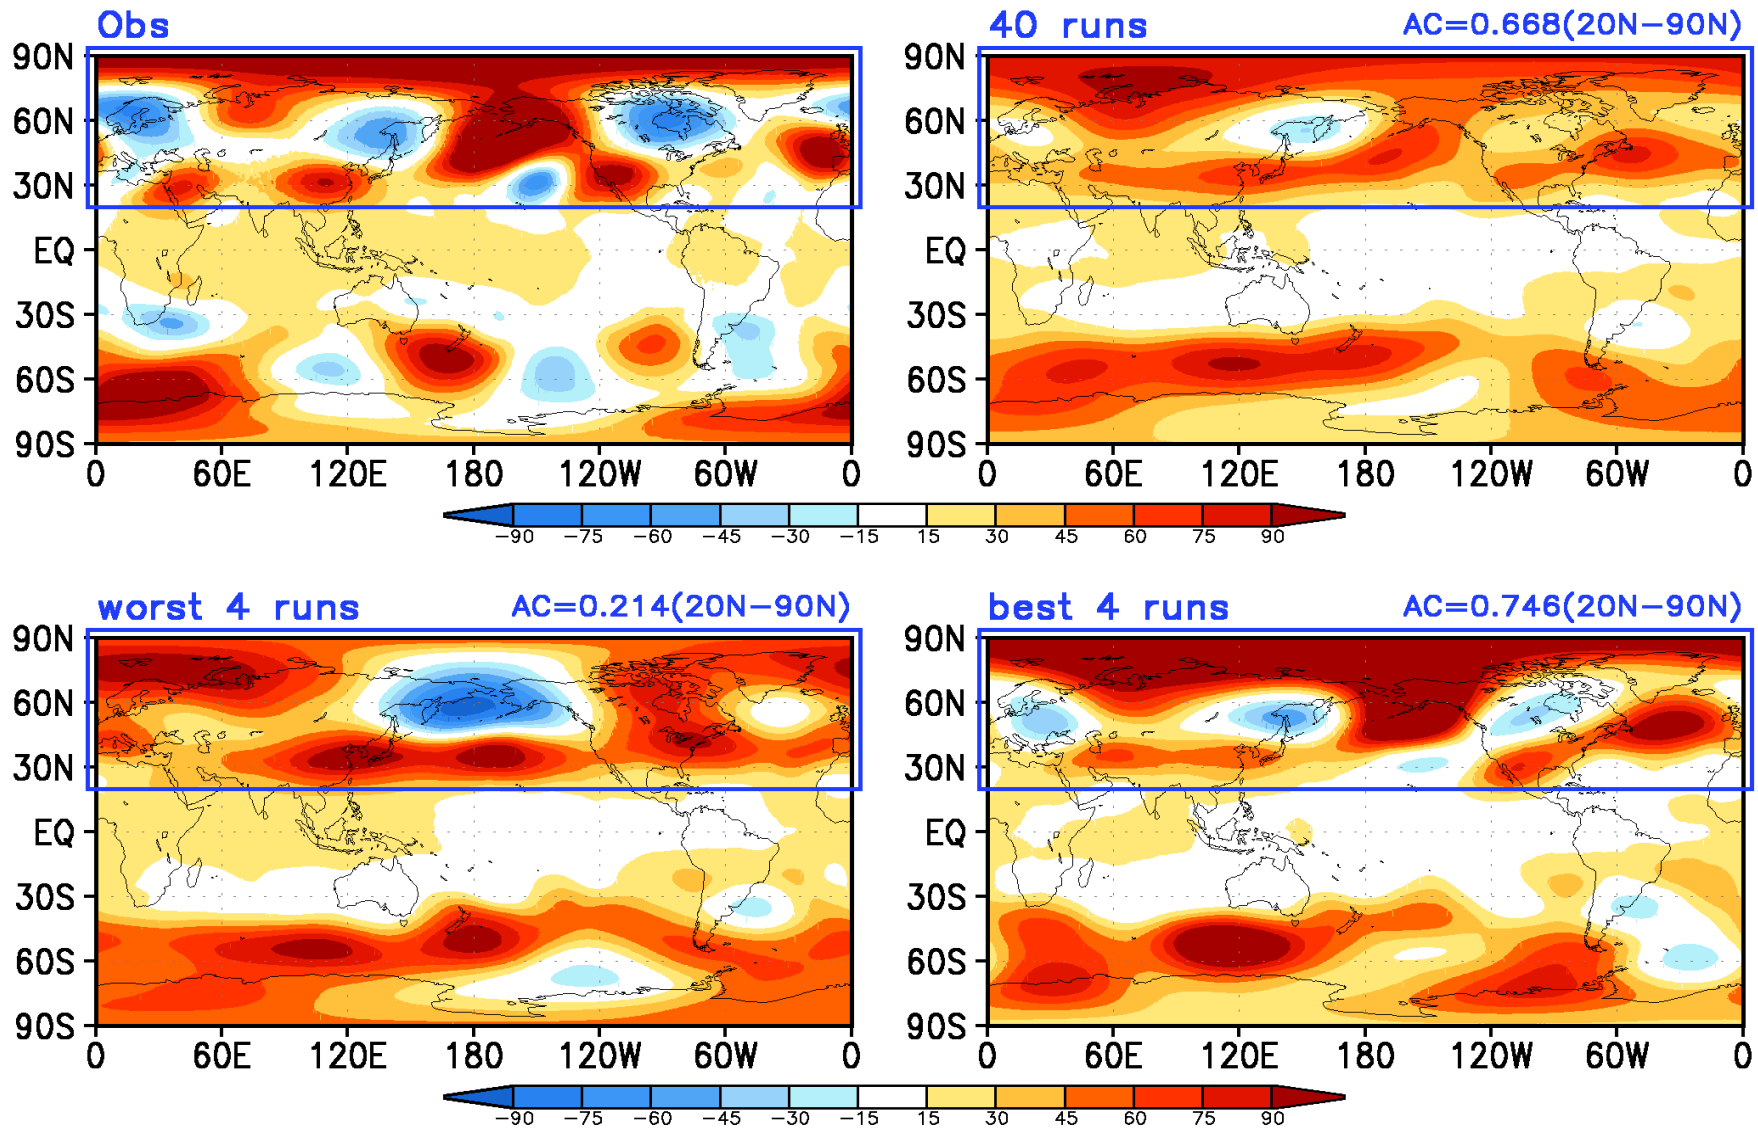 Obs
40 runs AC=0.668(20N-90N)
90N
60N
30N
EQ
30S
60S
90S
0 60E 120E 180 120W 60W 0
0 60E 120E 180 120W 60W 0
-90 -75 -60 -45 -30 -15 15 30 45 60 75 90
worst 4 runs AC=0.214(20N-90N)
best 4 runs AC=0.746(20N-90N)
90N
60N
30N
EQ
30S
60S
90S
90N
60N
30N
EQ
30S
60S
90S
0 60E 120E 180 120W 60W 0
90N
60N
30N
EQ
30S
60S
90S
0 60E 120E 180 120W 60W 0
-90 -75 -60 -45 -30 -15 15 30 45 60 75 90